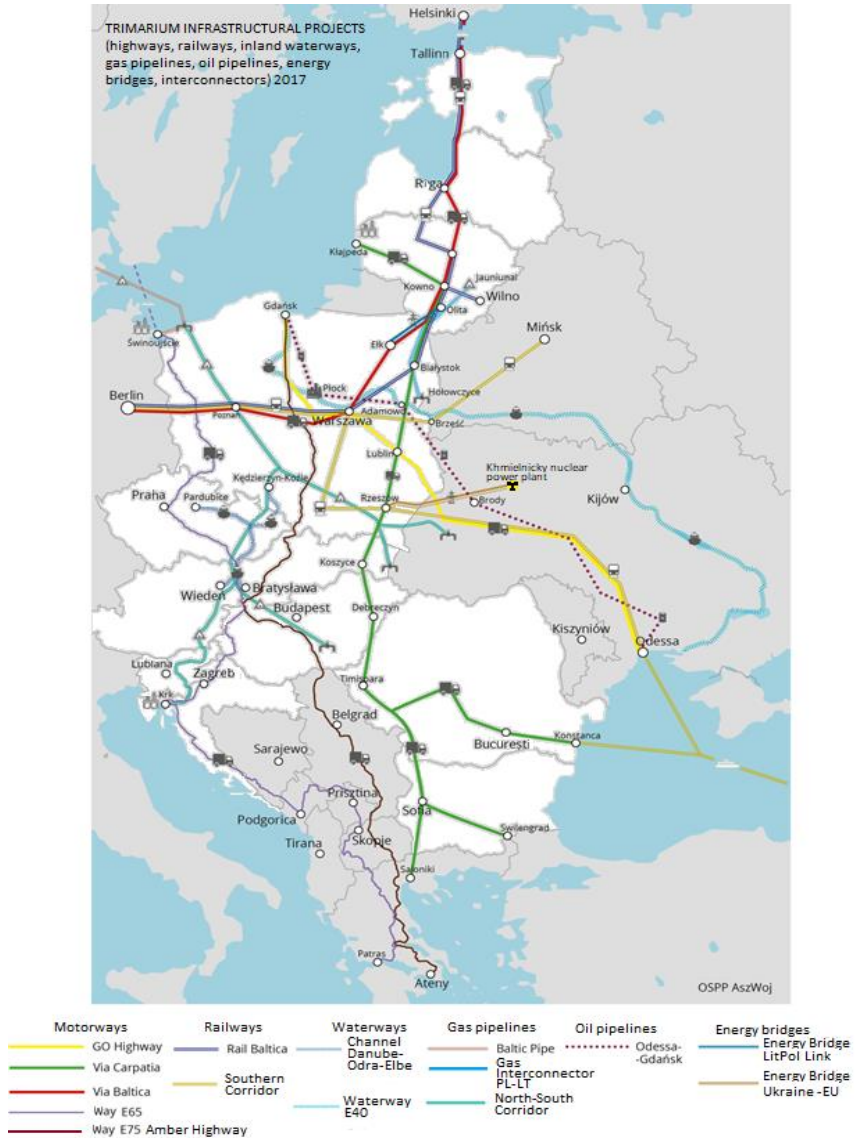 TRIMARIUM INFRASTRUCTURAL PROJECTS
(highways, railways, inland waterways,
gas pipelines, oil pipelines, energy
bridges, interconnectors) 2017
Helsinki
Tallinn
Ryga
Kłajpeda
Jauniunai
Kowno
Wilno
Olita
Gdańsk
Mińsk
Świnoujście
Ełk
Białystok
Berlin
Płock
Hołowczyce
Poznań
Warszawa
Adamowo
Brześć
Lublin
Kędzierzyn-Koźle
Khmielnicky nuclear
power plant
Praha
Pardubice
Rzeszów
Brody
Kijów
Koszyce
Wiedeń
Bratysława
Budapest
Debreczyn
Kiszyniów
Odessa
Lublana
Zagreb
Timişoara
Krk
Belgrad
Bucureşti
Konstanca
Sarajewo
Prisztina
Sofia
Podgorica
Swilengrad
Tirana
Skopje
Saloniki
Patras
Ateny
OSPP AszWoj
Motorways
GO Highway
Via Carpatia
Via Baltica
Way E65
Way E75 Amber Highway
Railways
Rail Baltica
Southern
Corridor
Waterways
Channel
Danube-
Odra-Elbe
Waterway
E40
Gas pipelines
Baltic Pipe
Gas
Interconnector
PL-LT
North-South
Corridor
Oil pipelines
Odessa-
-Gdańsk
Energy bridges
Energy Bridge
LitPol Link
Energy Bridge
Ukraine -EU